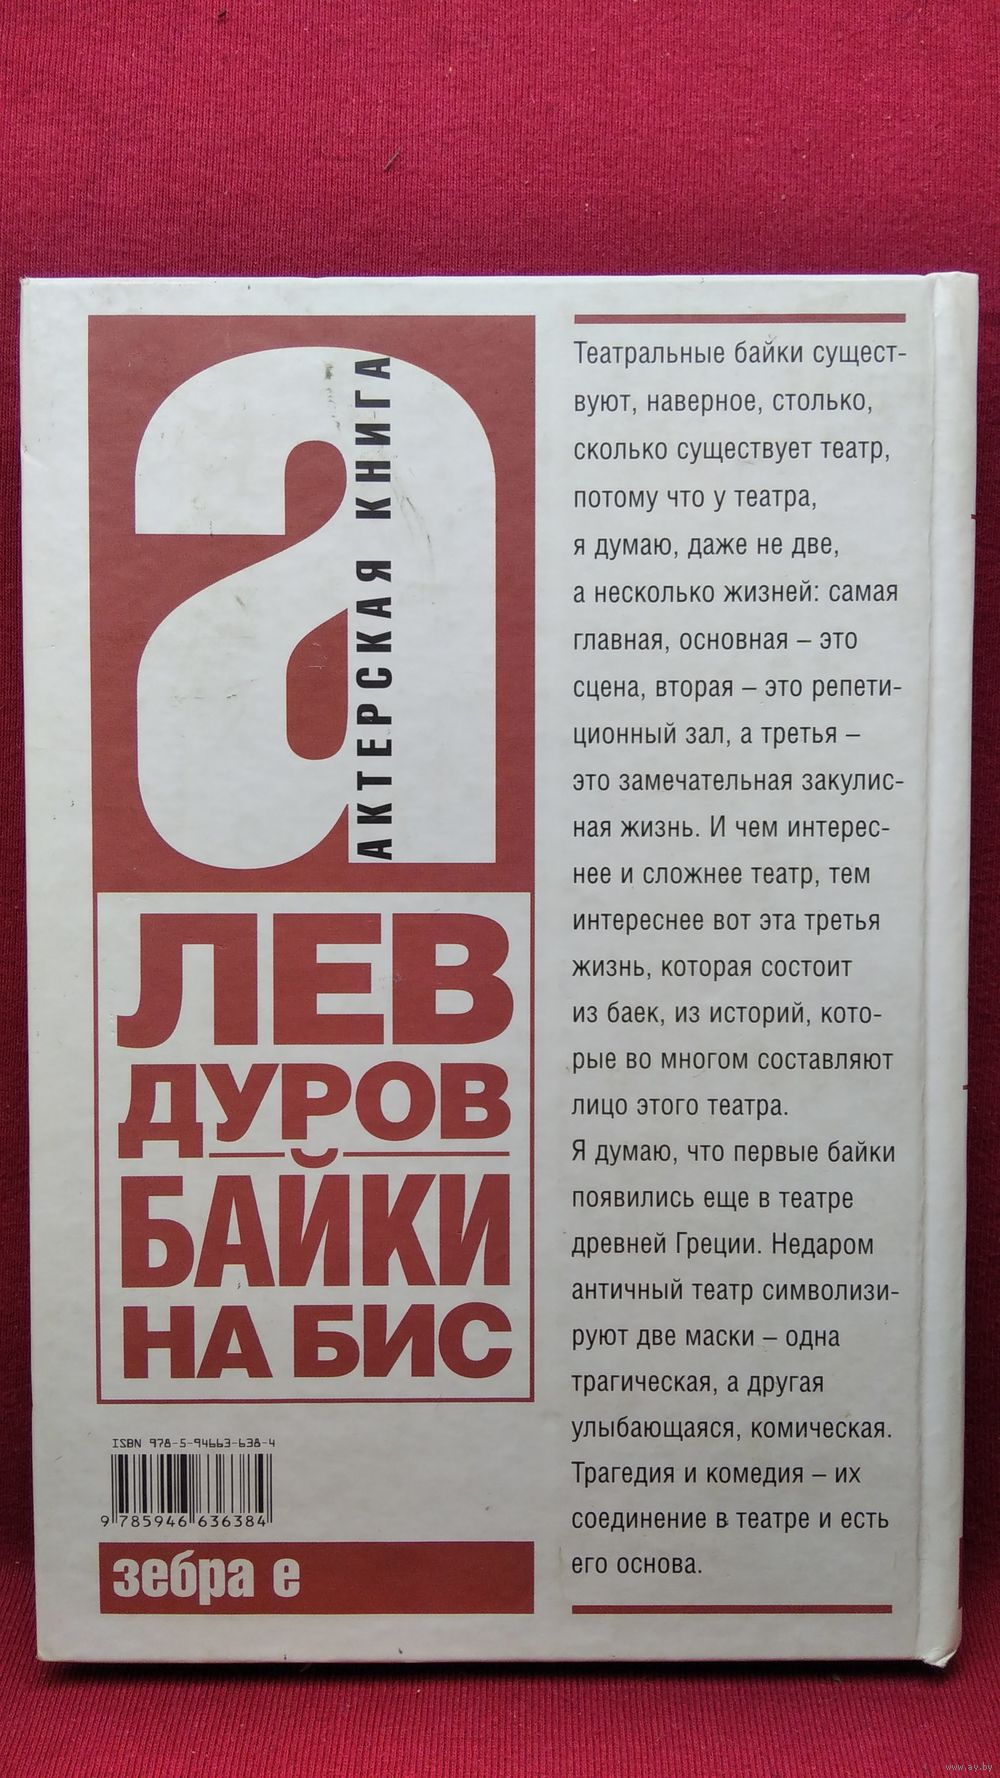 АКТЕРСКАЯ КНИГА
ЛЕВ
ДУРОВ
БАЙКИ
НА БИС
ISBN 978-5-94663-638-4
9 785946 636384
зебра е
Театральные байки сущест-
вуют, наверное, столько,
сколько существует театр,
потому что у театра,
я думаю, даже не две,
а несколько жизней: самая
главная, основная – это
сцена, вторая – это репети-
ционный зал, а третья –
это замечательная закулис-
ная жизнь. И чем интерес-
нее и сложнее театр, тем
интереснее вот эта третья
жизнь, которая состоит
из баек, из историй, кото-
рые во многом составляют
лицо этого театра.
Я думаю, что первые байки
появились еще в театре
древней Греции. Недаром
античный театр символизи-
руют две маски – одна
трагическая, а другая
улыбающаяся, комическая.
Трагедия и комедия – их
соединение в театре и есть
его основа.
www.ay.by